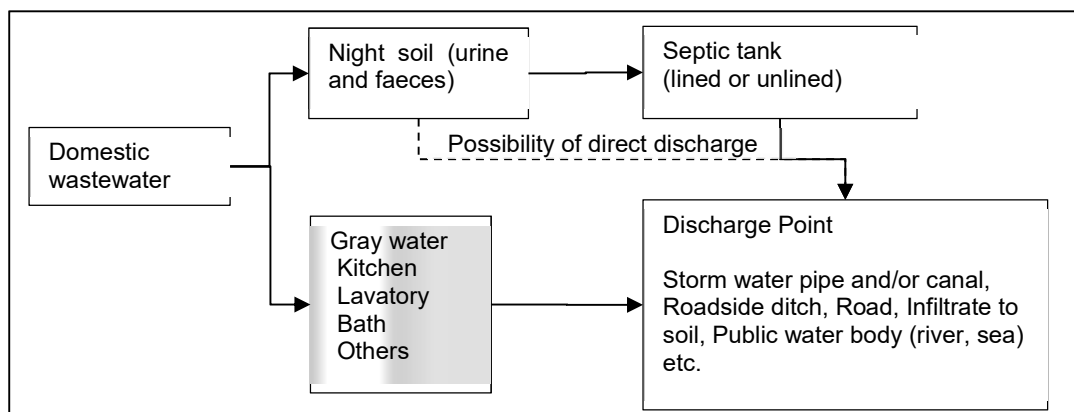 Night soil (urine
and faeces)
Septic tank
(lined or unlined)
Possibility of direct discharge
Domestic
wastewater
Gray water
Kitchen
Lavatory
Bath
Others
Discharge Point
Storm water pipe and/or canal,
Roadside ditch, Road, Infiltrate to
soil, Public water body (river, sea)
etc.